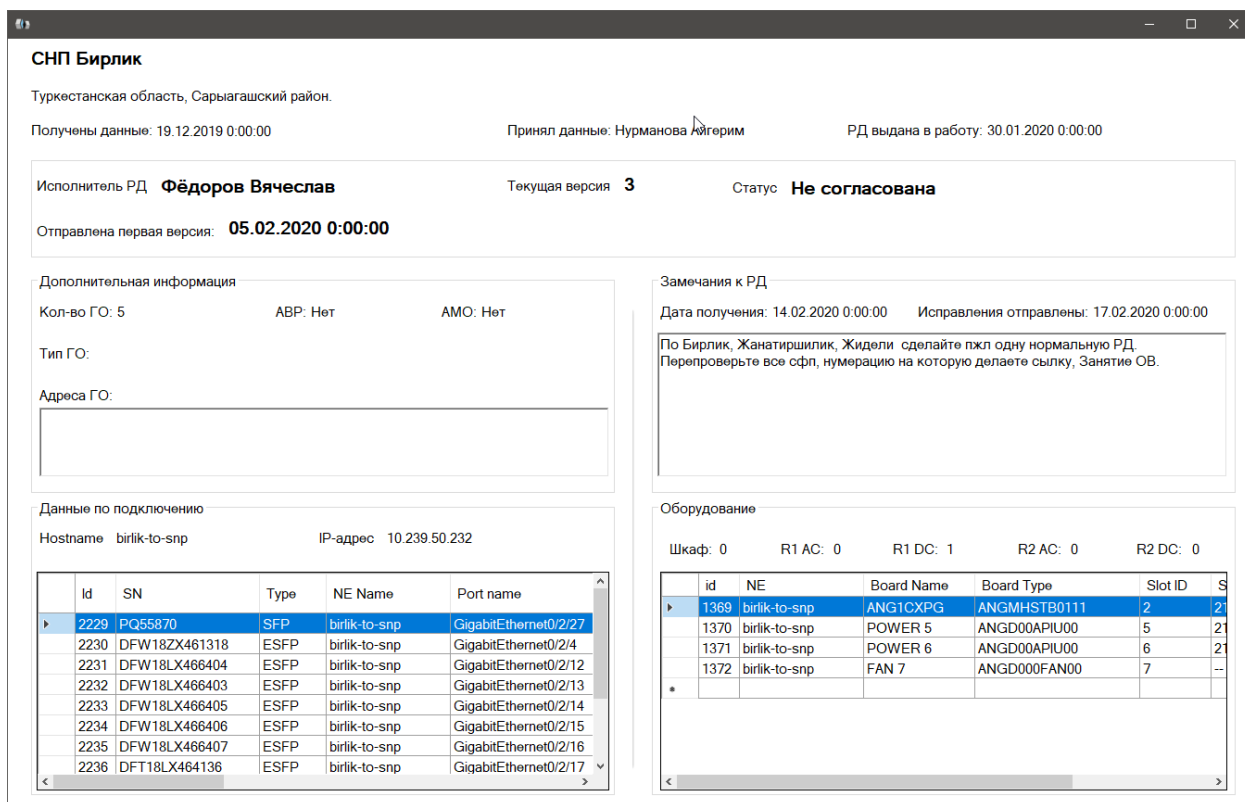 СНП Бирлик
Туркестанская область, Сарыагашский район.
Получены данные: 19.12.2019 0:00:00 Принял данные: Нурманова Айгерим РД выдана в работу: 30.01.2020 0:00:00
Исполнитель РД Фёдоров Вячеслав Текущая версия 3 Статус Не согласована
Отправлена первая версия: 05.02.2020 0:00:00
Дополнительная информация
Кол-во ГО: 5 АВР: Нет АМО: Нет
Тип ГО:
Адреса ГО:
Замечания к РД
Дата получения: 14.02.2020 0:00:00 Исправления отправлены: 17.02.2020 0:00:00
По Бирлик, Жанатиршилик, Жидели сделайте пжл одну нормальную РД.
Перепроверьте все сфп, нумерацию на которую делаете сылку, Занятие ОВ.
Данные по подключению
Hostname birlik-to-snp IP-адрес 10.239.50.232
Id SN Type NE Name Port name
2229 PQ55870 SFP birlik-to-snp GigabitEthernet0/2/27
2230 DFW18ZX461318 ESFP birlik-to-snp GigabitEthernet0/2/4
2231 DFW18LX466404 ESFP birlik-to-snp GigabitEthernet0/2/12
2232 DFW18LX466403 ESFP birlik-to-snp GigabitEthernet0/2/13
2233 DFW18LX466405 ESFP birlik-to-snp GigabitEthernet0/2/14
2234 DFW18LX466406 ESFP birlik-to-snp GigabitEthernet0/2/15
2235 DFW18LX466407 ESFP birlik-to-snp GigabitEthernet0/2/16
2236 DFT18LX464136 ESFP birlik-to-snp GigabitEthernet0/2/17
Оборудование
Шкаф: 0 R1 AC: 0 R1 DC: 1 R2 AC: 0 R2 DC: 0
id NE Board Name Board Type Slot ID S
1369 birlik-to-snp ANG1CXPG ANGMHSTB0111 2 21
1370 birlik-to-snp POWER 5 ANGD00APIU00 5 21
1371 birlik-to-snp POWER 6 ANGD00APIU00 6 21
1372 birlik-to-snp FAN 7 ANGD000FAN00 7 --